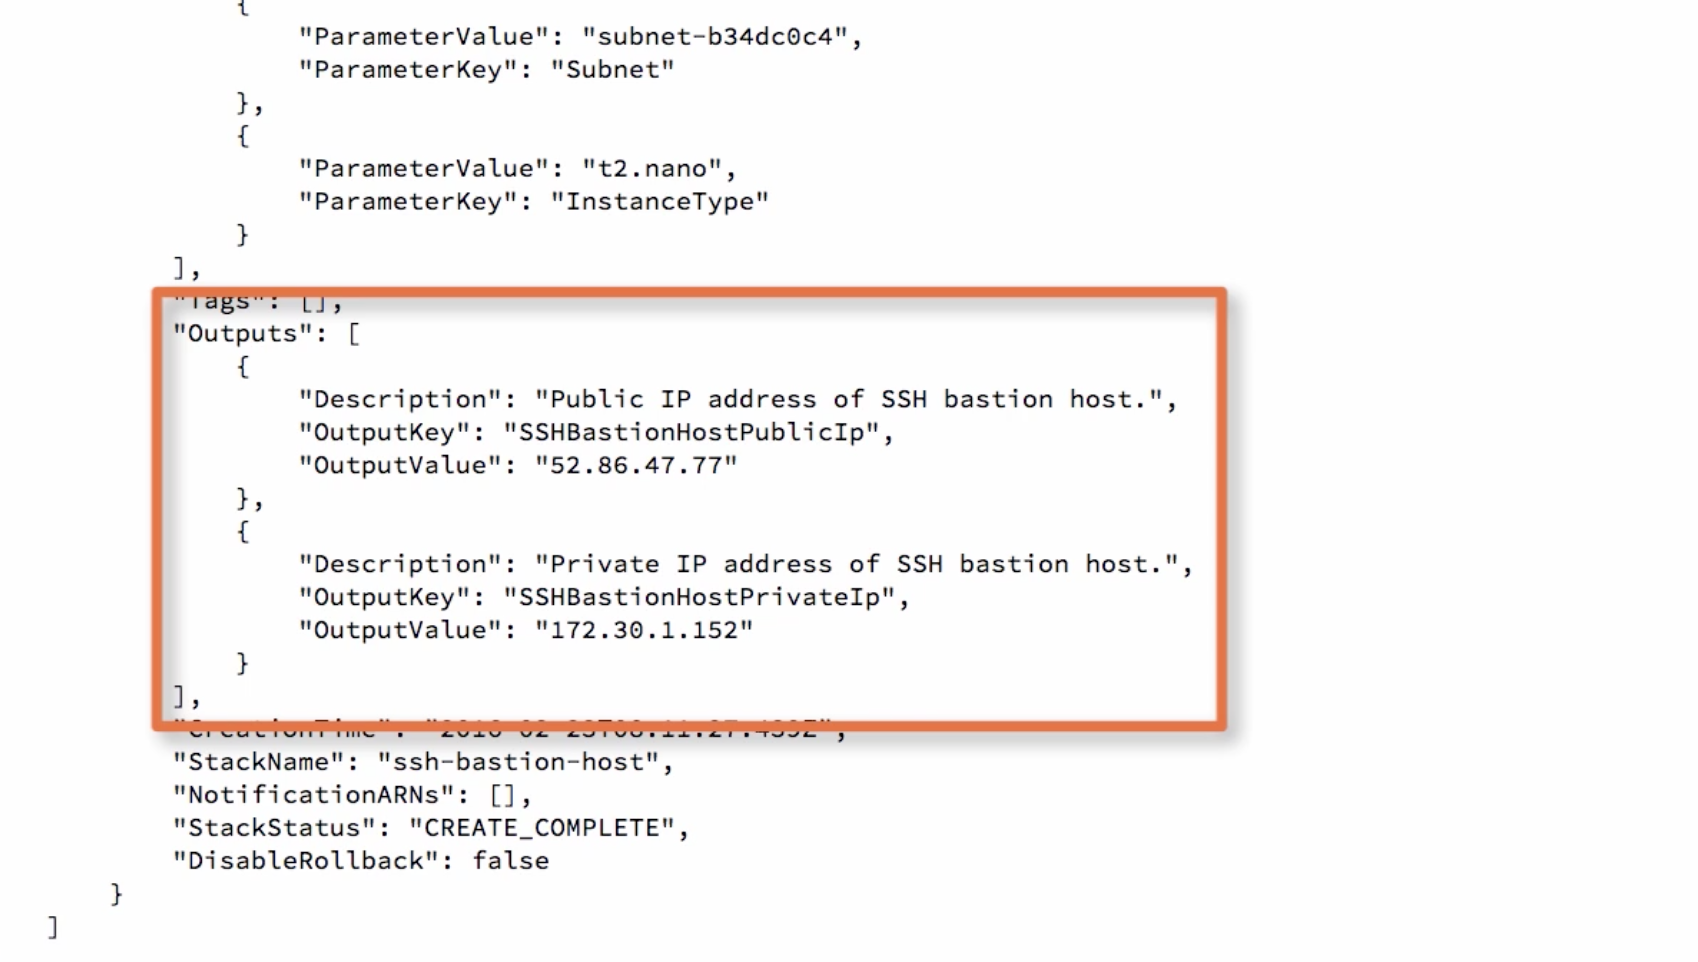 {
"ParameterValue": "subnet-b34dc0c4",
"ParameterKey": "Subnet"
},
{
"ParameterValue": "t2.nano",
"ParameterKey": "InstanceType"
}
],
"Tags": [],
"Outputs": [
{
"Description": "Public IP address of SSH bastion host.",
"OutputKey": "SSHBastionHostPublicIp",
"OutputValue": "52.86.47.77"
},
{
"Description": "Private IP address of SSH bastion host.",
"OutputKey": "SSHBastionHostPrivateIp",
"OutputValue": "172.30.1.152"
}
],
"CreationTime":
"StackName": "ssh-bastion-host",
"NotificationARNs": [],
"StackStatus": "CREATE_COMPLETE",
"DisableRollback": false
}
]